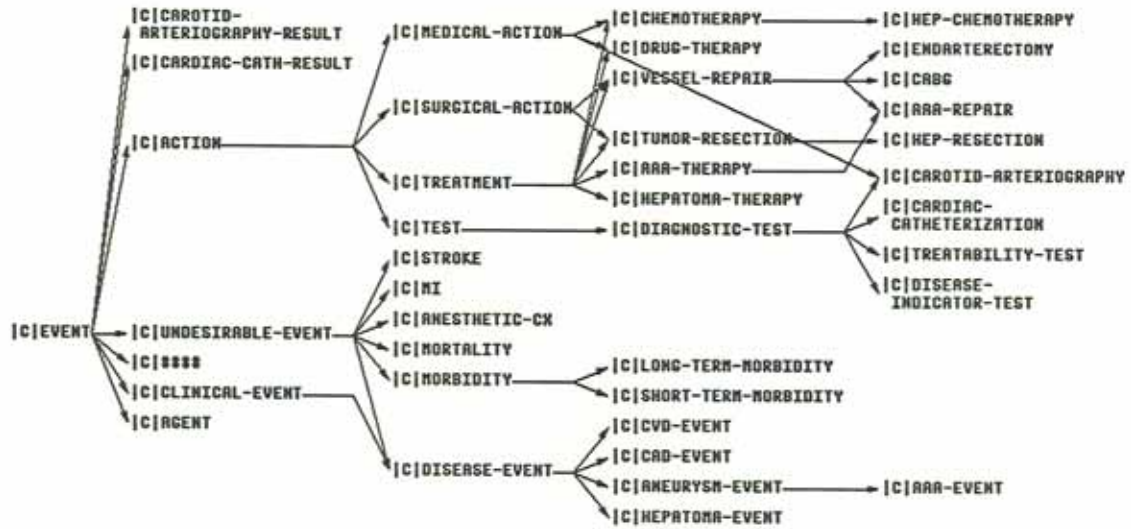 |C|CAROTID-
ARTERIOGRAPHY-RESULT
|C|CARDIAC-CATH-RESULT
|C|ACTION
|C|EVENT
|C|UNDESIRABLE-EVENT
|C|$$$$
|C|CLINICAL-EVENT
|C|AGENT
|C|MEDICAL-ACTION
|C|SURGICAL-ACTION
|C|TREATMENT
|C|TEST
|C|STROKE
|C|MI
|C|ANESTHETIC-CX
|C|MORTALITY
|C|MORBIDITY
|C|DISEASE-EVENT
|C|CHEMOTHERAPY
|C|DRUG-THERAPY
|C|VESSEL-REPAIR
|C|TUMOR-RESECTION
|C|AAA-THERAPY
|C|HEPATOMA-THERAPY
|C|DIAGNOSTIC-TEST
|C|LONG-TERM-MORBIDITY
|C|SHORT-TERM-MORBIDITY
|C|CVD-EVENT
|C|CAD-EVENT
|C|ANEURYSM-EVENT
|C|HEPATOMA-EVENT
|C|HEP-CHEMOTHERAPY
|C|ENDARTERECTOMY
|C|CABG
|C|AAA-REPAIR
|C|HEP-RESECTION
|C|CAROTID-ARTERIOGRAPHY
|C|CARDIAC-
CATHETERIZATION
|C|TREATABILITY-TEST
|C|DISEASE-
INDICATOR-TEST
|C|AAA-EVENT